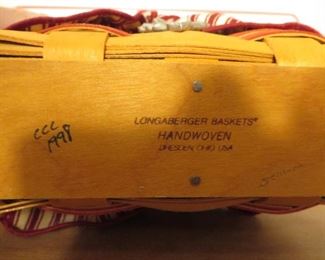 LONGABERGER BASKETS®
HANDWOVEN
DRESDEN, OHIO USA
CCC
1998